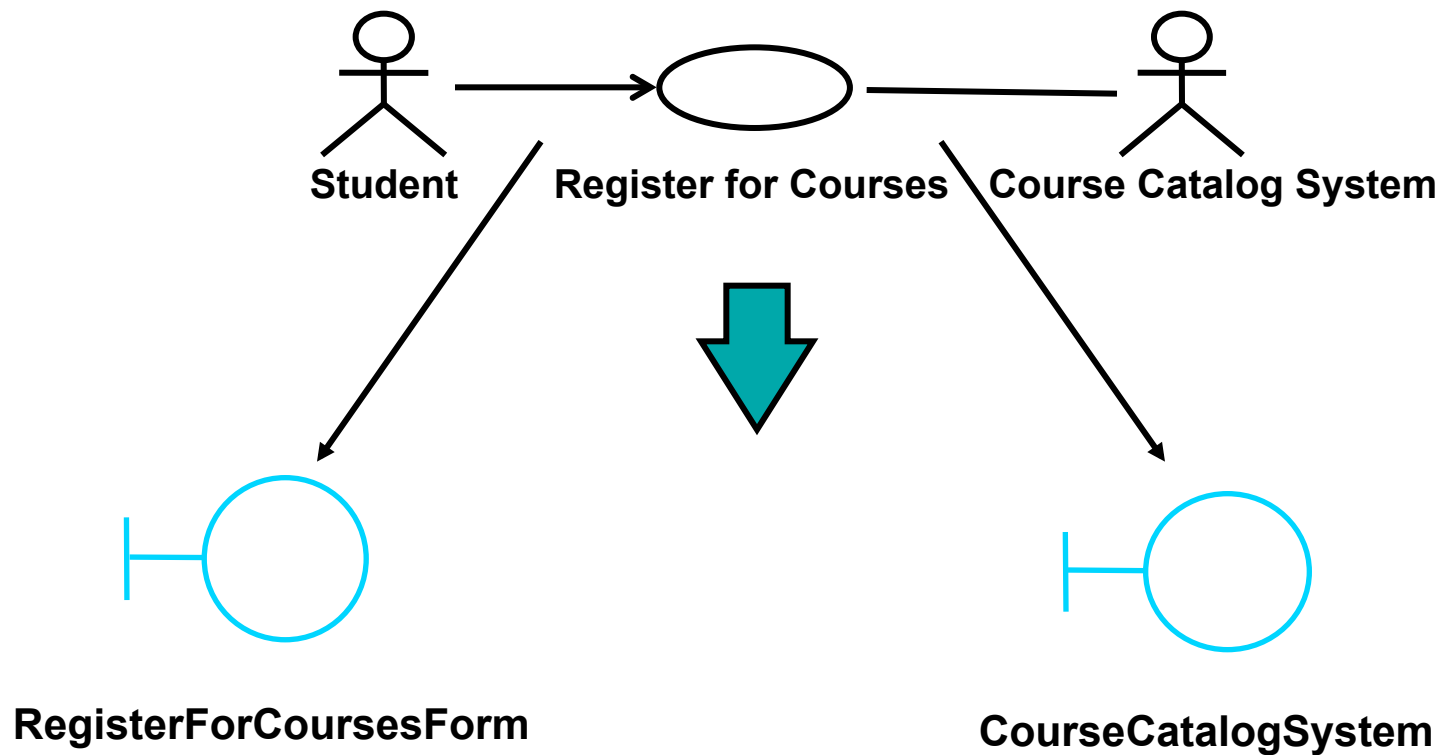 Student
Register for Courses
Course Catalog System
RegisterForCoursesForm
CourseCatalogSystem